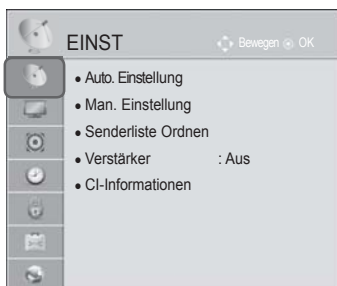 EINST
Bewegen OK
• Auto. Einstellung
• Man. Einstellung
• Senderliste Ordnen
• Verstärker : Aus
• CI-Informationen